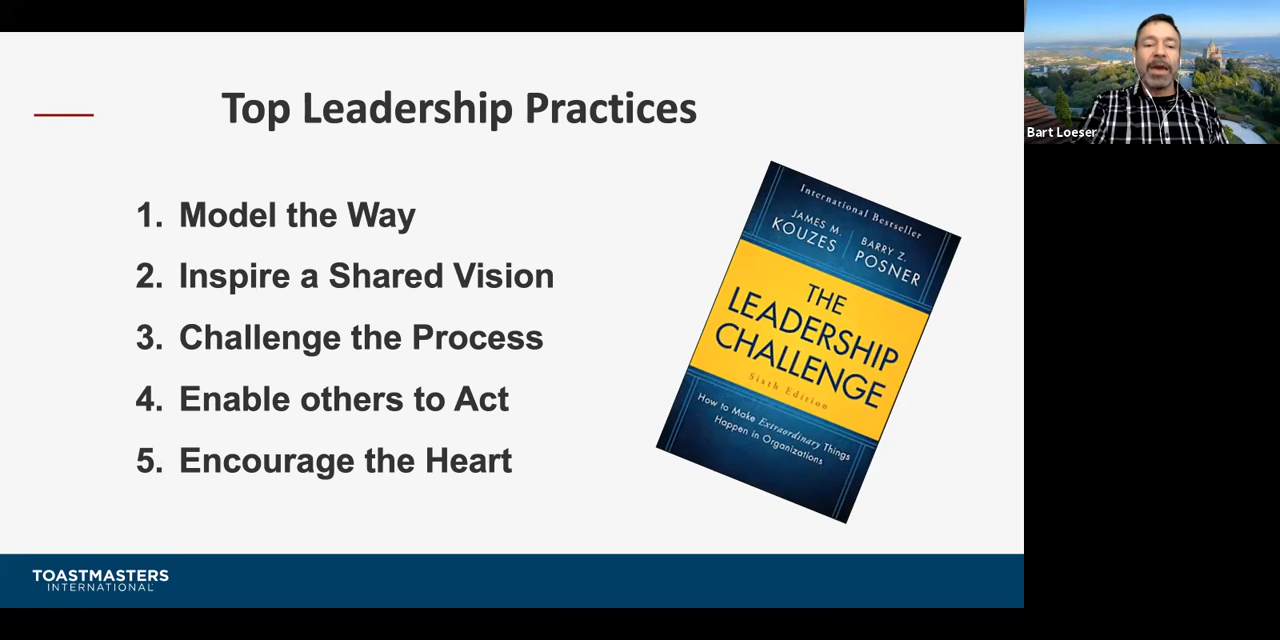 Top Leadership Practices
1. Model the Way
2. Inspire a Shared Vision
3. Challenge the Process
4. Enable others to Act
5. Encourage the Heart
International Bestseller
JAMES M.
KOUZES
BARRY Z.
POSNER
THE
LEADERSHIP
CHALLENGE
Sixth Edition
How to Make Extraordinary Things
Happen in Organizations
TOASTMASTERS
INTERNATIONAL
Bart Loeser